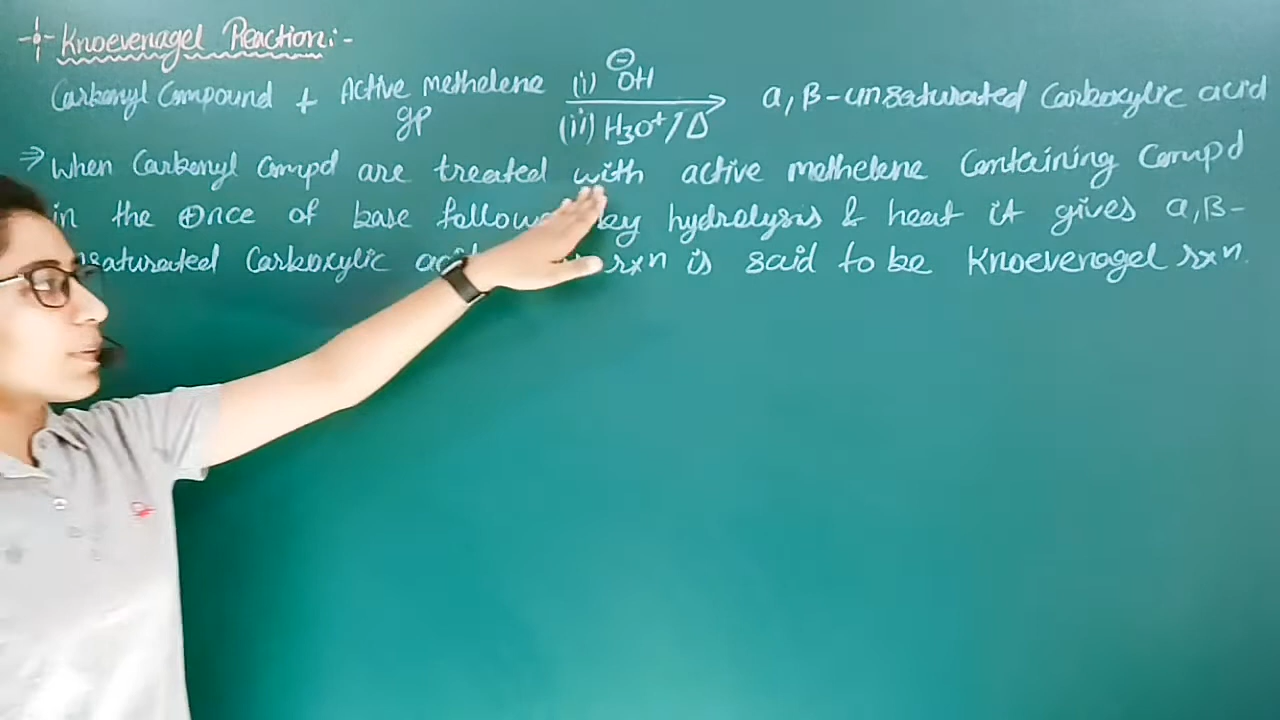 Knoevenagel Reaction:-
Carbonyl Compound + Active methelene gp (i) ⊖OH (ii) H3O+/Δ → α,β-unsaturated Carboxylic acid
⇒ When Carbonyl Compd are treated with active methelene Containing Compd
in the ⊕nce of base by hydrolysis & heat it gives α,β-
Carboxylic rxn is said to be Knoevenagel rxn.